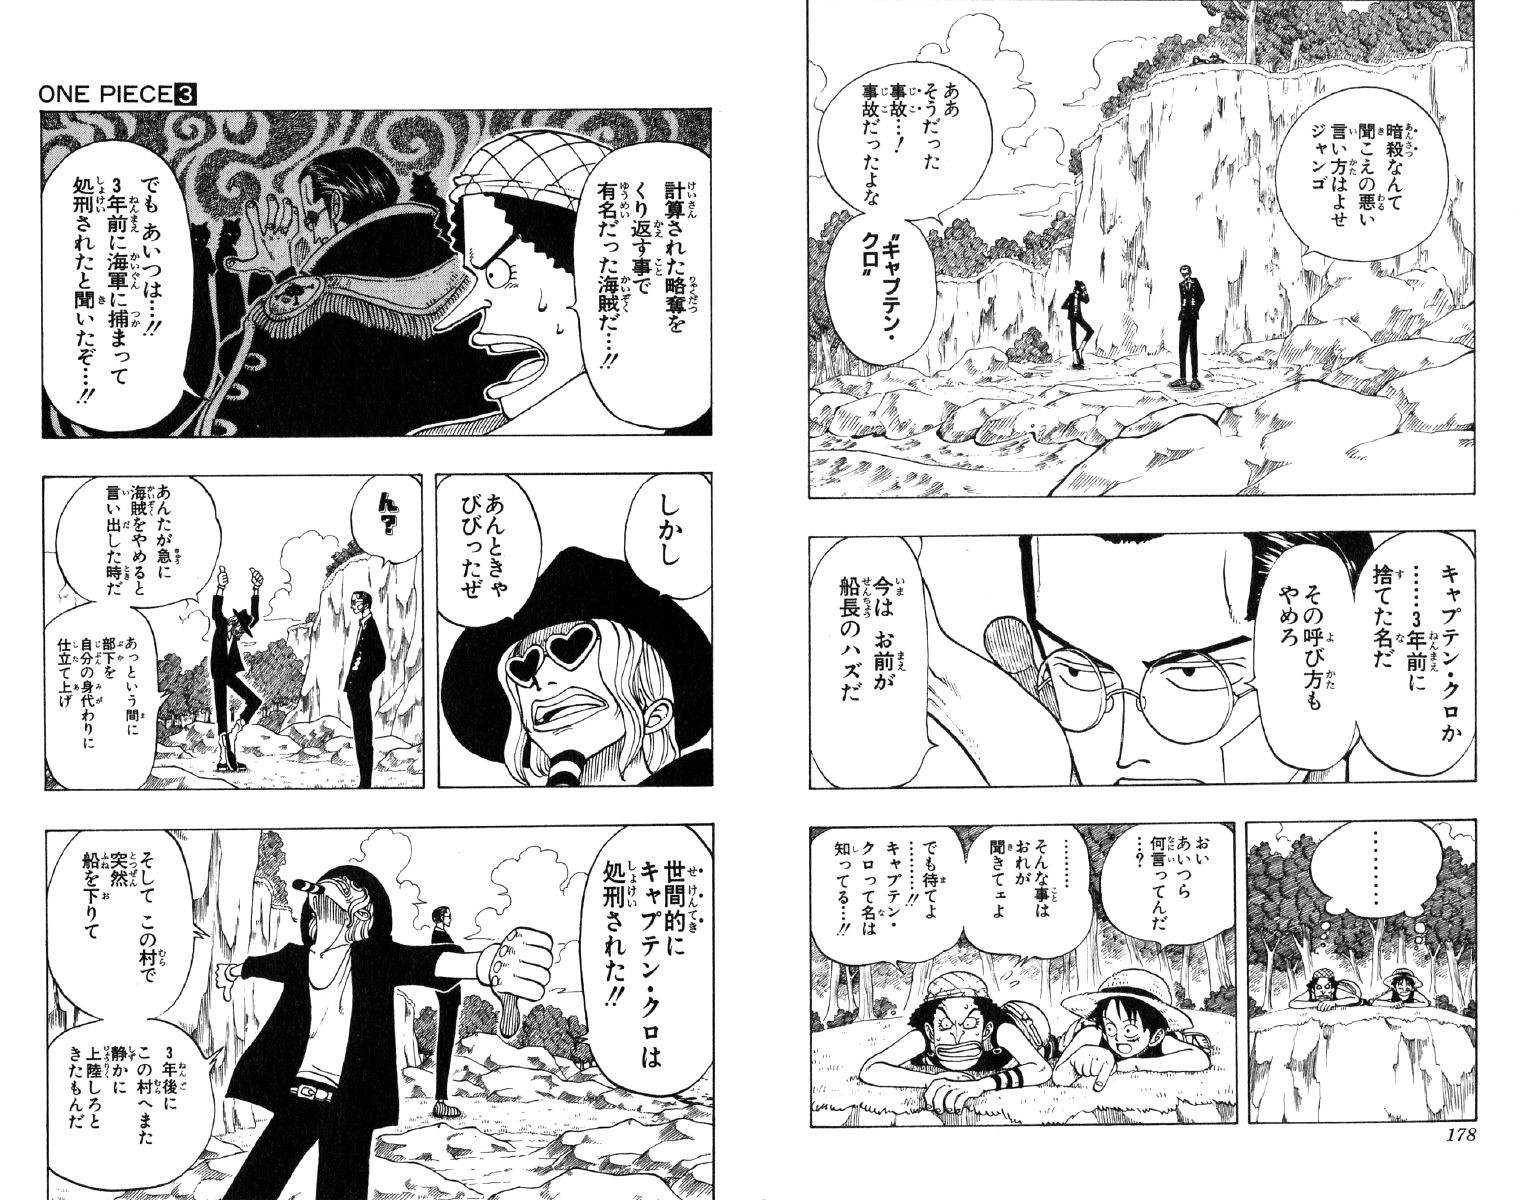 暗殺なんて
聞こえの悪い
言い方はよせ
ジャンゴ
ああ
そうだった
事故…！
事故だったよな
〝キャプテン・
クロ〟
キャプテン・クロか
……3年前に
捨てた名だ
その呼び方も
やめろ
今は お前が
船長のハズだ
………
おい
あいつら
何言ってんだ
…？
………
そんな事は
おれが
聞きてェよ
でも待てよ
………!!
キャプテン・
クロって名は
知ってる…!!
178
ONE PIECE 3
計算された略奪を
くり返す事で
有名だった海賊だ…!!
でも あいつは…!!
3年前に海軍に捕まって
処刑されたと聞いたぞ…!!
しかし
あんときゃ
びびったぜ
ん？
あんたが急に
海賊をやめると
言い出した時だ
あっという間に
部下を
自分の身代わりに
仕立て上げ
世間的に
キャプテン・クロは
処刑された!!
そして この村で
突然
船を下りて
3年後に
この村へまた
静かに
上陸しろと
きたもんだ